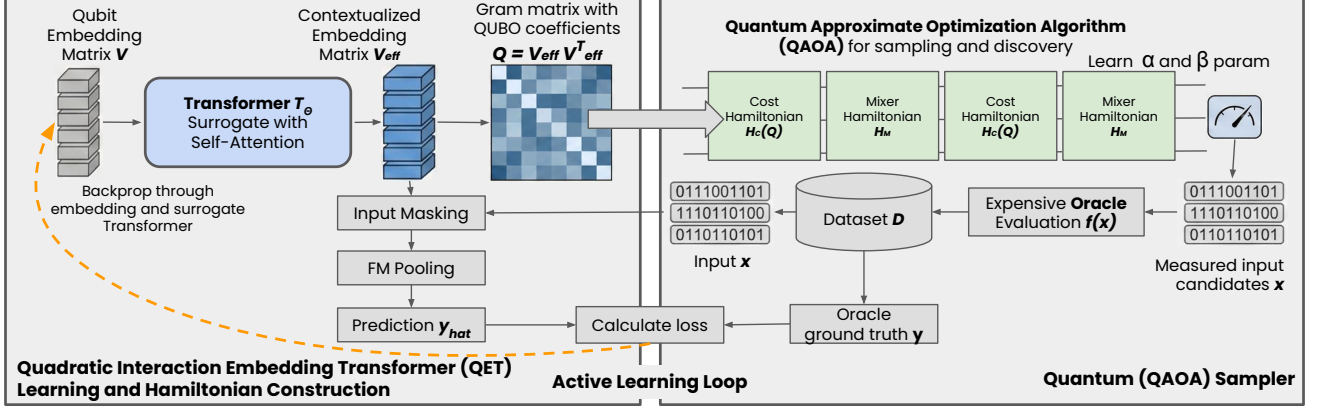 Qubit
Embedding
Matrix V
Contextualized
Embedding
Matrix Veff
Gram matrix with
QUBO coefficients
Q = Veff V^T eff
Transformer Tθ
Surrogate with
Self-Attention
Backprop through
embedding and surrogate
Transformer
Input Masking
FM Pooling
Prediction yhat
Calculate loss
Quadratic Interaction Embedding Transformer (QET)
Learning and Hamiltonian Construction
Active Learning Loop
Quantum Approximate Optimization Algorithm
(QAOA) for sampling and discovery
Learn α and β param
Cost
Hamiltonian
Hc(Q)
Mixer
Hamiltonian
HM
Cost
Hamiltonian
Hc(Q)
Mixer
Hamiltonian
HM
0111001101
1110110100
0110110101
Input x
Dataset D
Expensive Oracle
Evaluation f(x)
0111001101
1110110100
0110110101
Measured input
candidates x
Oracle
ground truth y
Quantum (QAOA) Sampler